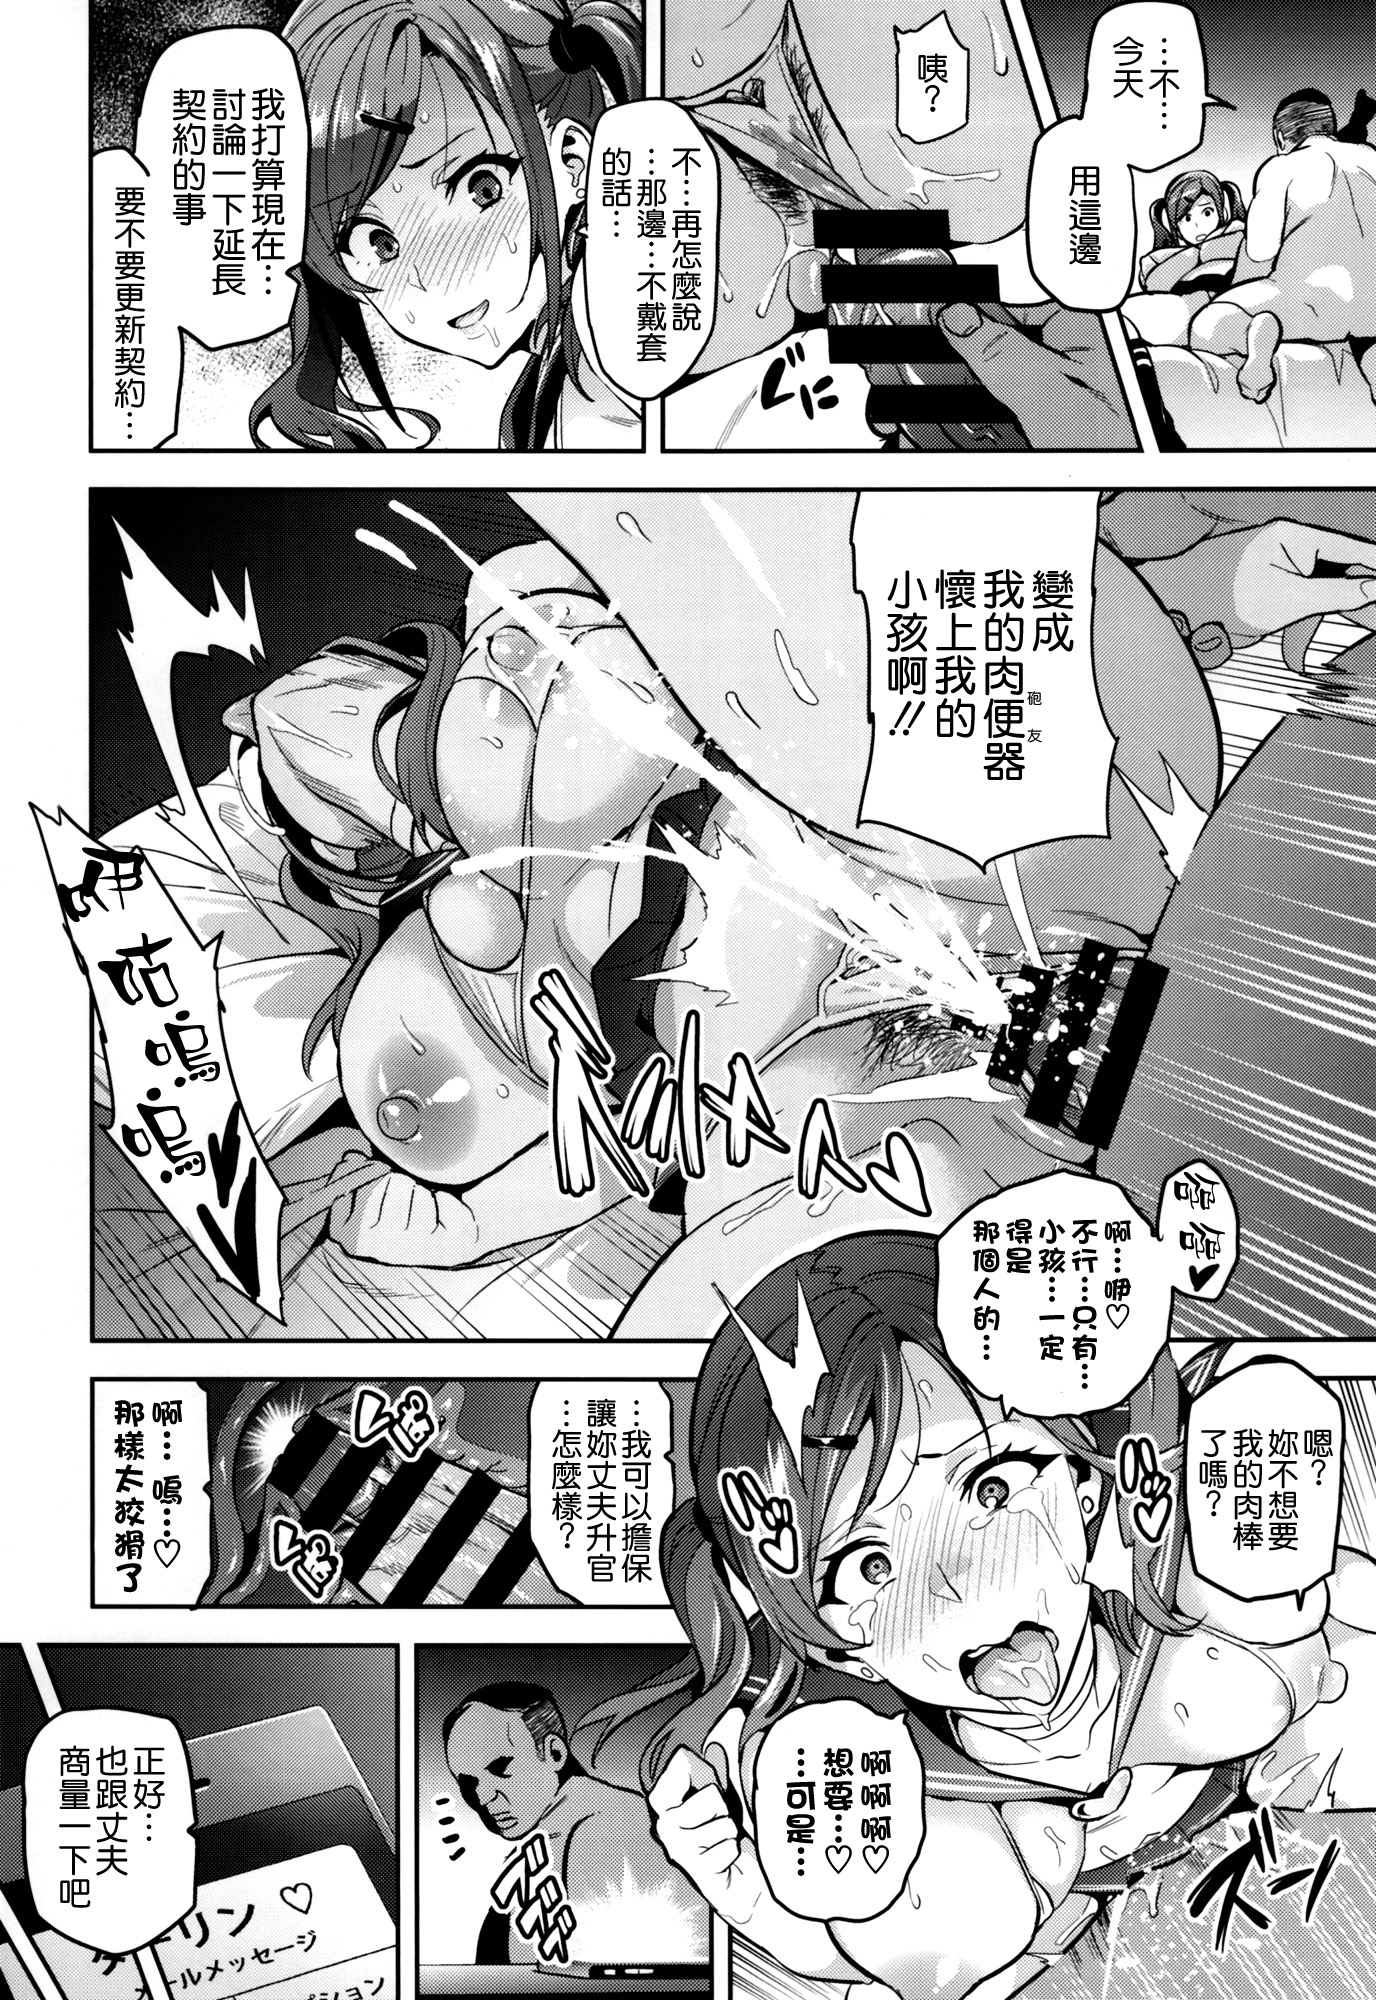 …不…
今天
用這邊
咦？
不…再怎麼說
…那邊…不戴套
的話…
我打算現在…
討論一下延長
契約的事
要不要更新契約…
變成
我的肉便器
砲友
懷上我的
小孩啊!!
嗯？
妳不想要
我的肉棒
了嗎？
啊…咿♡
不行…只有…
小孩…一定
得是
那個人的…
啊啊啊♡
想要…♡
…可是…
…我可以擔保
讓妳丈夫升官
…怎麼樣？
啊…嗚…♡
那樣太狡猾了
正好…
也跟丈夫
商量一下吧
メールメッセージ